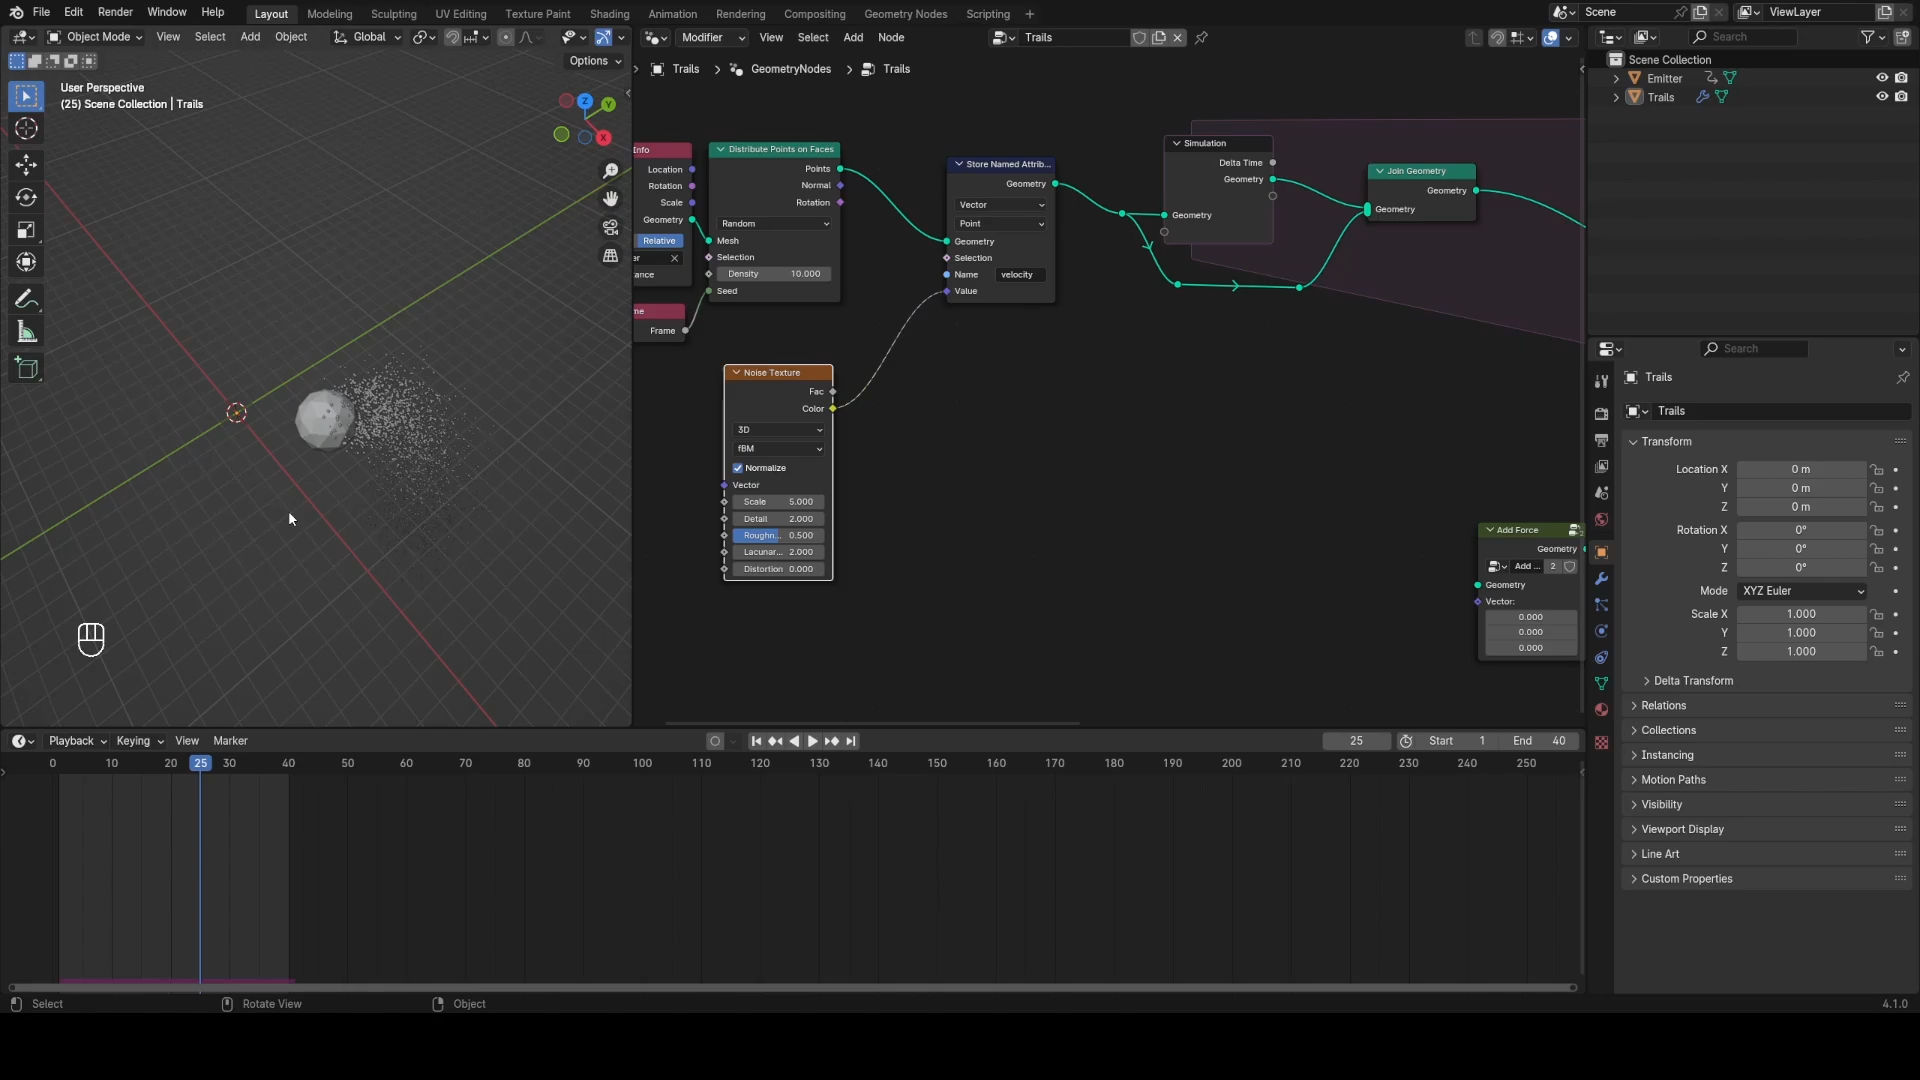 File Edit Render Window Help Layout Modeling Sculpting UV Editing Texture Paint Shading Animation Rendering Compositing Geometry Nodes Scripting + Scene ViewLayer
Object Mode View Select Add Object Global
Modifier View Select Add Node Trails
Search
Options
Trails > GeometryNodes > Trails
User Perspective
(25) Scene Collection | Trails
Scene Collection
Emitter
Trails
Z
Y
X
Info
Location
Rotation
Scale
Geometry
Relative
er
tance
me
Frame
Distribute Points on Faces
Points
Normal
Rotation
Random
Mesh
Selection
Density 10.000
Seed
Store Named Attrib...
Geometry
Vector
Point
Geometry
Selection
Name velocity
Value
Simulation
Delta Time
Geometry
Geometry
Join Geometry
Geometry
Geometry
Noise Texture
Fac
Color
3D
fBM
Normalize
Vector
Scale 5.000
Detail 2.000
Roughn... 0.500
Lacunar... 2.000
Distortion 0.000
Add Force
Geometry
Add ... 2
Geometry
Vector:
0.000
0.000
0.000
Search
Trails
Trails
Transform
Location X 0 m
Y 0 m
Z 0 m
Rotation X 0°
Y 0°
Z 0°
Mode XYZ Euler
Scale X 1.000
Y 1.000
Z 1.000
Delta Transform
Relations
Collections
Instancing
Motion Paths
Visibility
Viewport Display
Line Art
Custom Properties
Playback Keying View Marker 25 Start 1 End 40
0 10 20 25 30 40 50 60 70 80 90 100 110 120 130 140 150 160 170 180 190 200 210 220 230 240 250
Select Rotate View Object 4.1.0